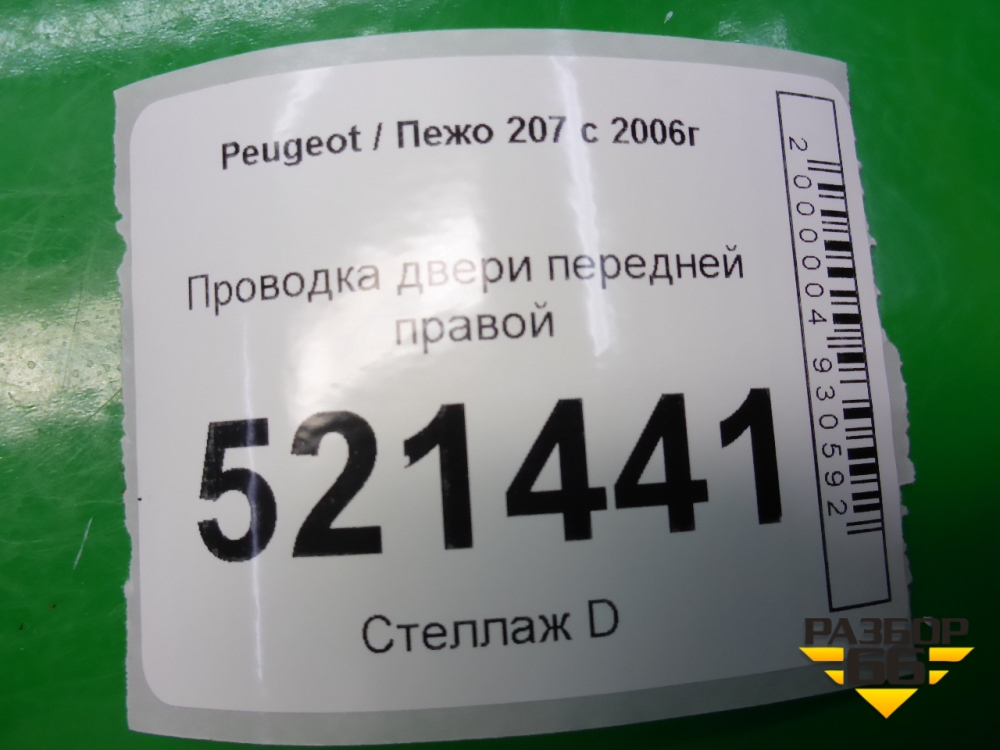 Peugeot / Пежо 207 с 2006г
Проводка двери передней
правой
521441
Стеллаж D
2000004930592
РАЗБОР
66